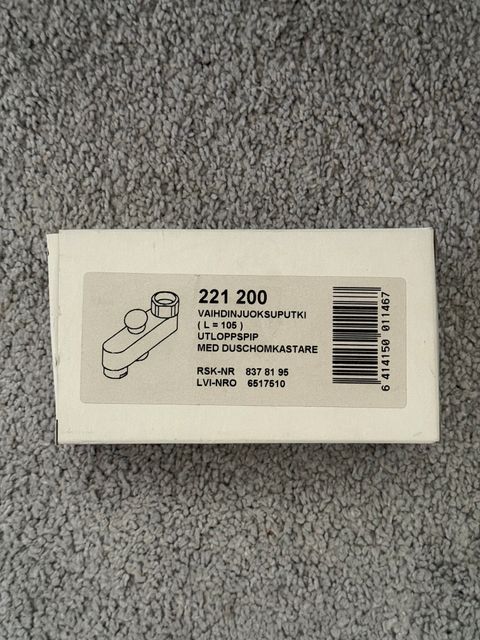 221 200
VAIHDINJUOKSUPUTKI
( L = 105 )
UTLOPPSPIP
MED DUSCHOMKASTARE
RSK-NR 837 81 95
LVI-NRO 6517510
6 414150 011467